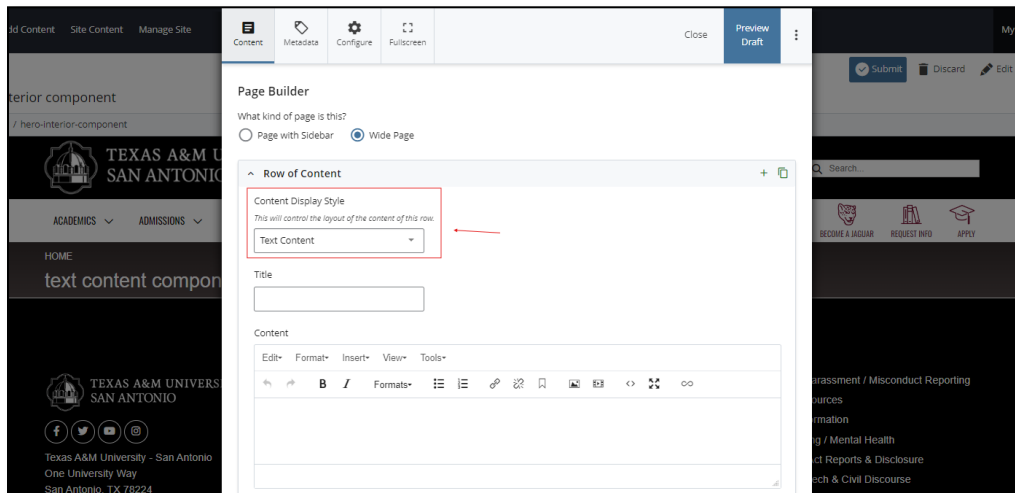 dd Content Site Content Manage Site
My
Content Metadata Configure Fullscreen
Close
Preview Draft
Submit Discard Edit
terior component
/ hero-interior-component
Page Builder
What kind of page is this?
Page with Sidebar Wide Page
TEXAS A&M U
SAN ANTONIO
Search...
Row of Content
Content Display Style
This will control the layout of the content of this row.
Text Content
ACADEMICS ADMISSIONS
BECOME A JAGUAR REQUEST INFO APPLY
HOME
text content compon
Title
Content
Edit Format Insert View Tools
B I Formats
TEXAS A&M UNIVERS
SAN ANTONIO
Texas A&M University - San Antonio
One University Way
San Antonio, TX 78224
arassment / Misconduct Reporting
ources
rmation
ng / Mental Health
Act Reports & Disclosure
ech & Civil Discourse